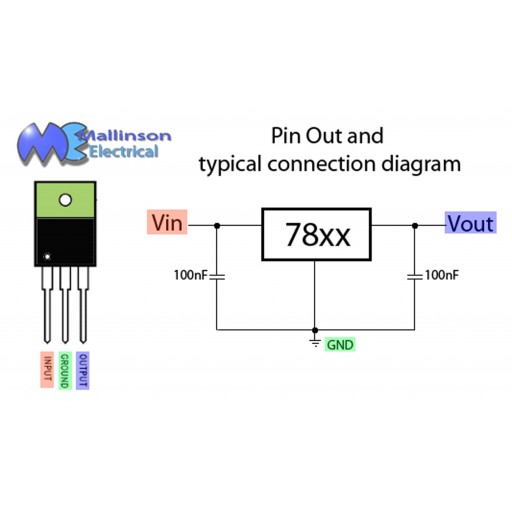 Mallinson
Electrical
Pin Out and
typical connection diagram
Vin
78xx
Vout
100nF
100nF
GND
INPUT
GROUND
OUTPUT